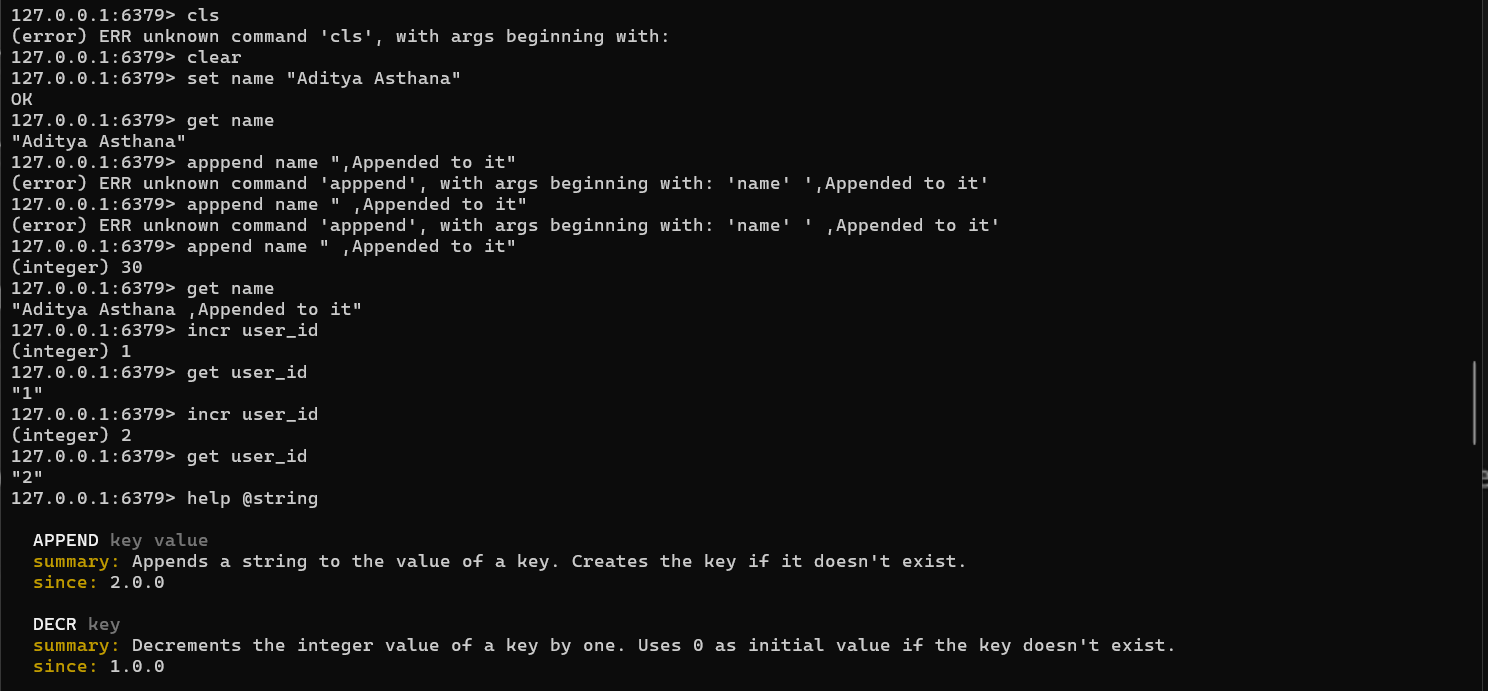 127.0.0.1:6379> cls
(error) ERR unknown command 'cls', with args beginning with:
127.0.0.1:6379> clear
127.0.0.1:6379> set name "Aditya Asthana"
OK
127.0.0.1:6379> get name
"Aditya Asthana"
127.0.0.1:6379> apppend name ",Appended to it"
(error) ERR unknown command 'apppend', with args beginning with: 'name' ',Appended to it'
127.0.0.1:6379> apppend name " ,Appended to it"
(error) ERR unknown command 'apppend', with args beginning with: 'name' ' ,Appended to it'
127.0.0.1:6379> append name " ,Appended to it"
(integer) 30
127.0.0.1:6379> get name
"Aditya Asthana ,Appended to it"
127.0.0.1:6379> incr user_id
(integer) 1
127.0.0.1:6379> get user_id
"1"
127.0.0.1:6379> incr user_id
(integer) 2
127.0.0.1:6379> get user_id
"2"
127.0.0.1:6379> help @string

  APPEND key value
  summary: Appends a string to the value of a key. Creates the key if it doesn't exist.
  since: 2.0.0

  DECR key
  summary: Decrements the integer value of a key by one. Uses 0 as initial value if the key doesn't exist.
  since: 1.0.0